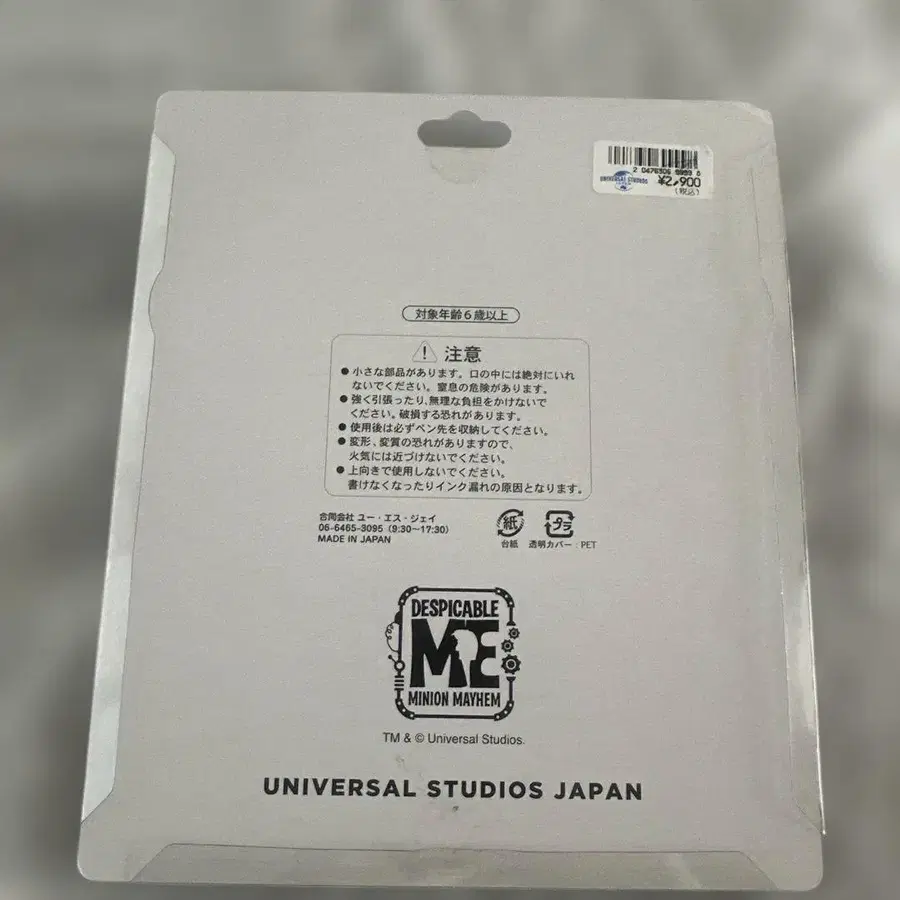 UNIVERSAL STUDIOS
JAPAN
¥2,900
(税込)
対象年齢6歳以上
注意
● 小さな部品があります。口の中には絶対にいれ
ないでください。窒息の危険があります。
● 強く引張ったり、無理な負担をかけないで
ください。破損する恐れがあります。
● 使用後は必ずペン先を収納してください。
● 変形、変質の恐れがありますので、
火気には近づけないでください。
● 上向きで使用しないでください。
書けなくなったりインク漏れの原因となります。
合同会社 ユー・エス・ジェイ
06-6465-3095 (9:30〜17:30)
MADE IN JAPAN
紙
台紙
プラ
透明カバー:PET
DESPICABLE
ME
MINION MAYHEM
TM & © Universal Studios.
UNIVERSAL STUDIOS JAPAN